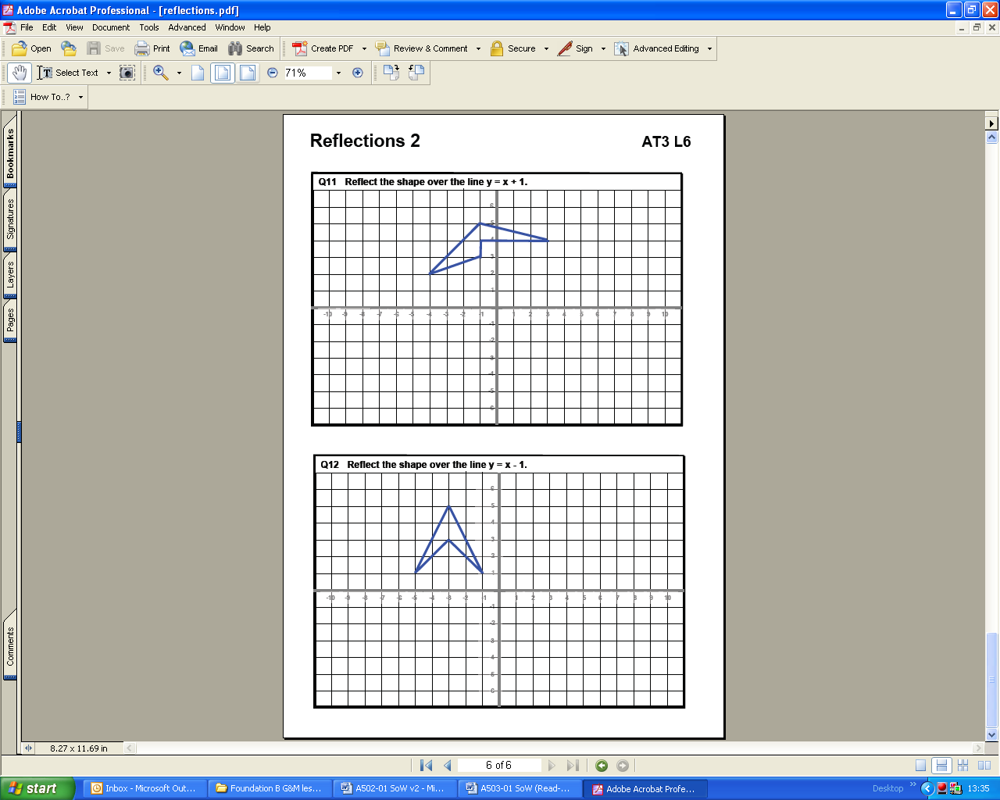 Adobe Acrobat Professional - [reflections.pdf]
File Edit View Document Tools Advanced Window Help
Open Save Print Email Search Create PDF Review & Comment Secure Sign Advanced Editing
Select Text 71%
How To..?
Bookmarks
Signatures
Layers
Pages
Comments
Reflections 2 AT3 L6
Q11 Reflect the shape over the line y = x + 1.
6
5
4
3
2
1
-10 -9 -8 -7 -6 -5 -4 -3 -2 -1 1 2 3 4 5 6 7 8 9 10
-1
-2
-3
-4
-5
-6
Q12 Reflect the shape over the line y = x - 1.
6
5
4
3
2
1
-10 -9 -8 -7 -6 -5 -4 -3 -2 -1 1 2 3 4 5 6 7 8 9 10
-1
-2
-3
-4
-5
-6
8.27 x 11.69 in
6 of 6
start Inbox - Microsoft Out... Foundation B G&M les... A502-01 SoW v2 - Mi... A503-01 SoW (Read-... Adobe Acrobat Profe... Desktop 13:35